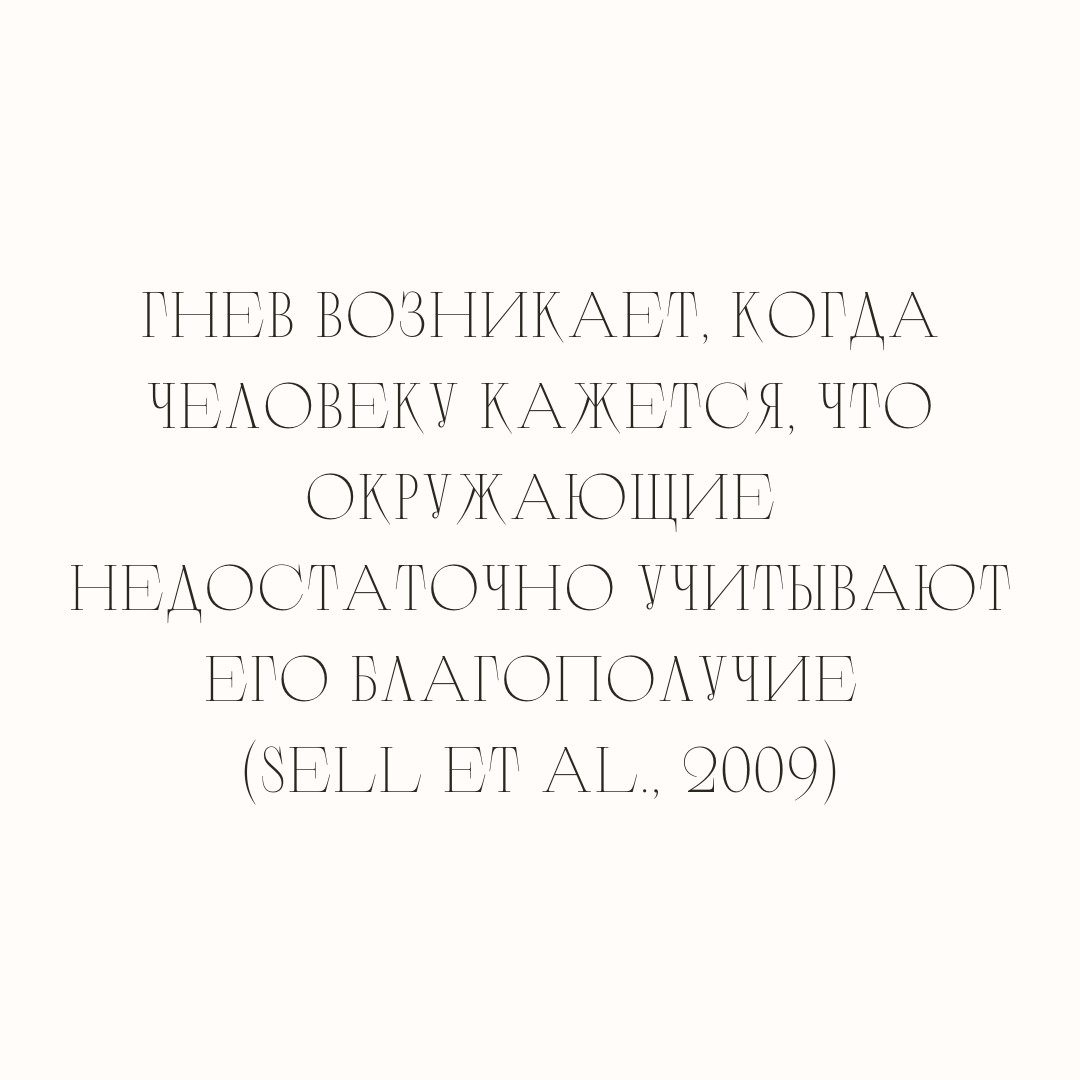 ГНЕВ ВОЗНИКАЕТ, КОГДА
ЧЕЛОВЕКУ КАЖЕТСЯ, ЧТО
ОКРУЖАЮЩИЕ
НЕДОСТАТОЧНО УЧИТЫВАЮТ
ЕГО БЛАГОПОЛУЧИЕ
(SELL ET AL., 2009)